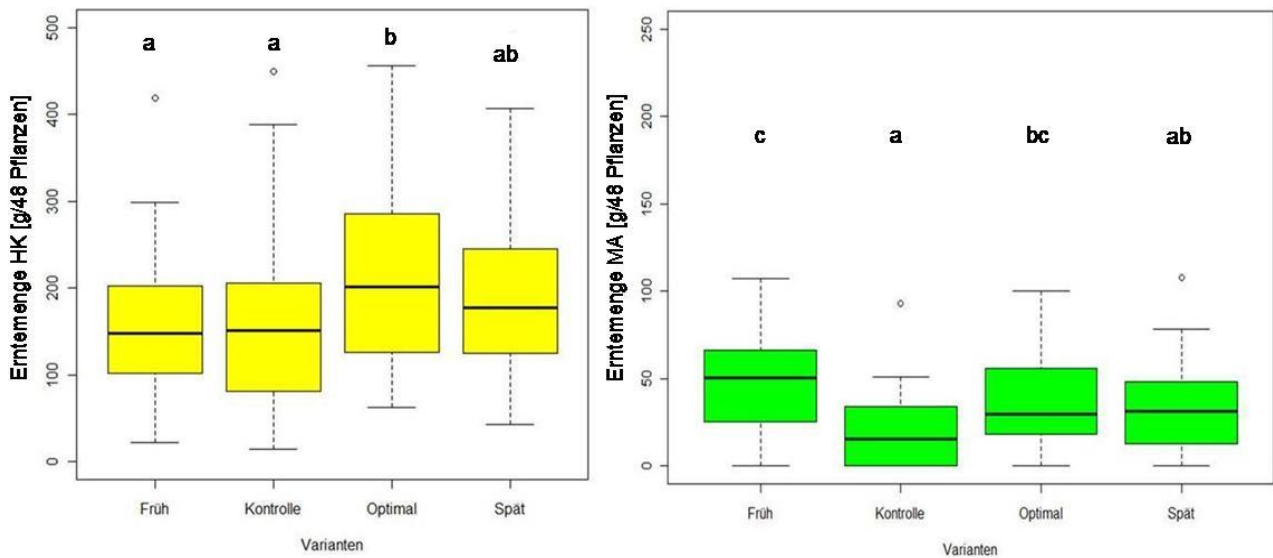 Erntemenge HK [g/48 Pflanzen]
500
400
300
200
100
0
a
a
b
ab
Früh
Kontrolle
Optimal
Spät
Varianten
Erntemenge MA [g/48 Pflanzen]
250
200
150
100
50
0
c
a
bc
ab
Früh
Kontrolle
Optimal
Spät
Varianten